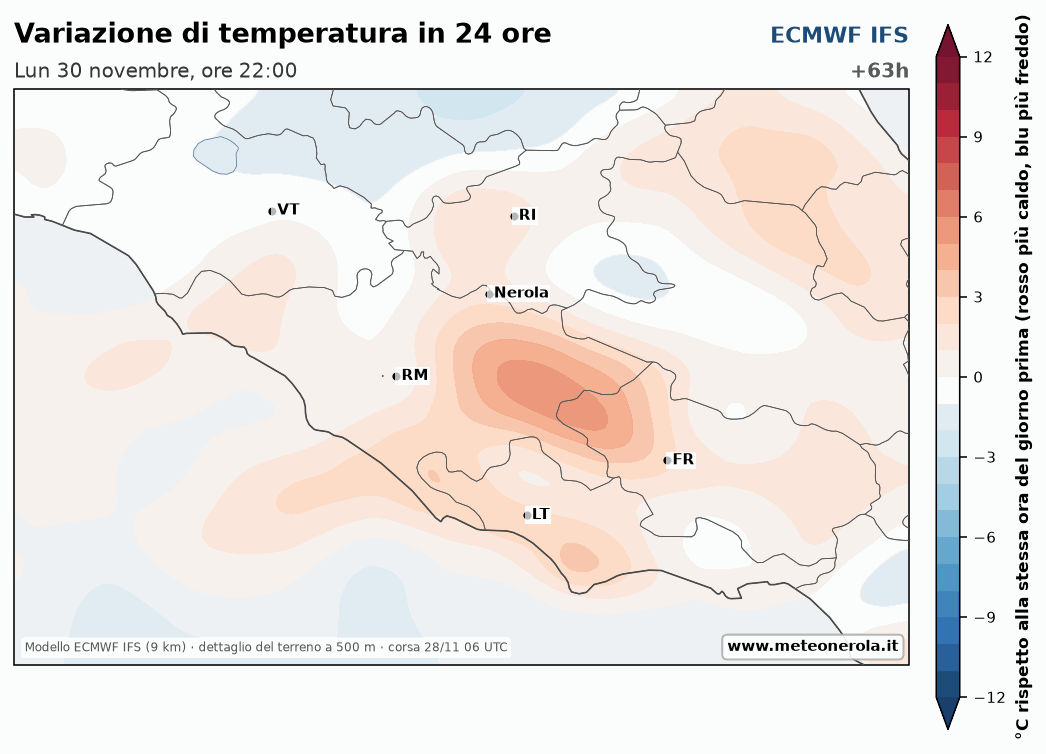 Variazione di temperatura in 24 ore
ECMWF IFS
Lun 30 novembre, ore 22:00
+63h
VT
RI
Nerola
RM
FR
LT
Modello ECMWF IFS (9 km) · dettaglio del terreno a 500 m · corsa 28/11 06 UTC
www.meteonerola.it
12
9
6
3
0
−3
−6
−9
−12
°C rispetto alla stessa ora del giorno prima (rosso più caldo, blu più freddo)